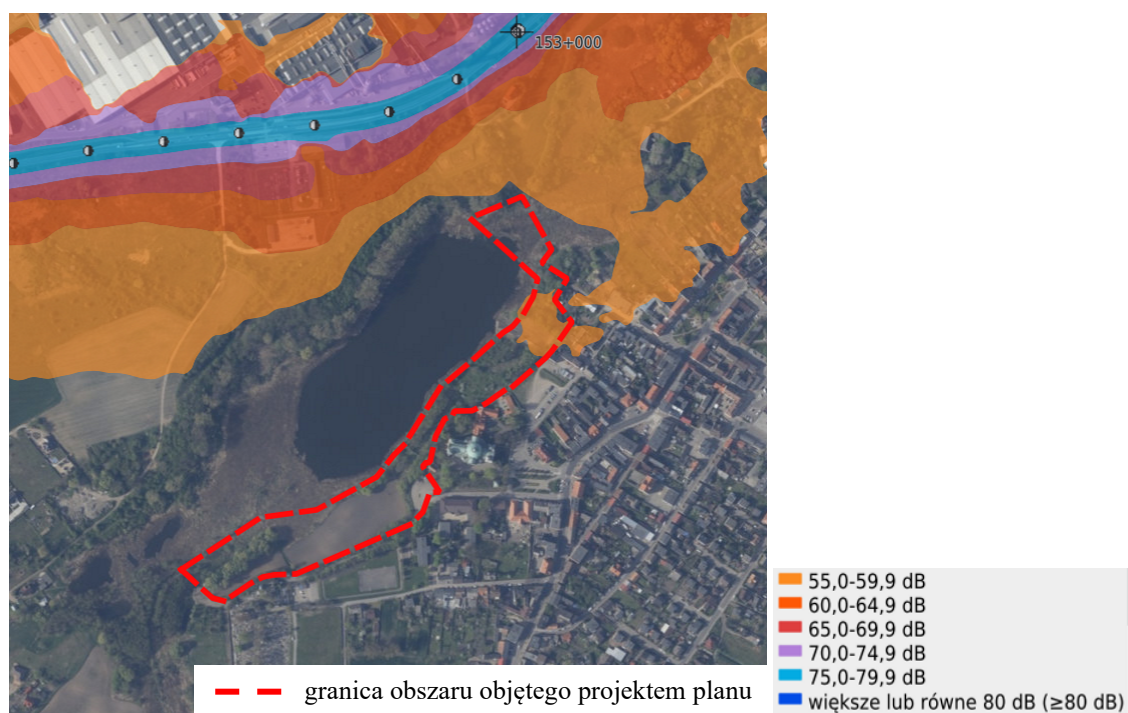 153+000
55,0-59,9 dB
60,0-64,9 dB
65,0-69,9 dB
70,0-74,9 dB
75,0-79,9 dB
większe lub równe 80 dB (≥80 dB)
granica obszaru objętego projektem planu